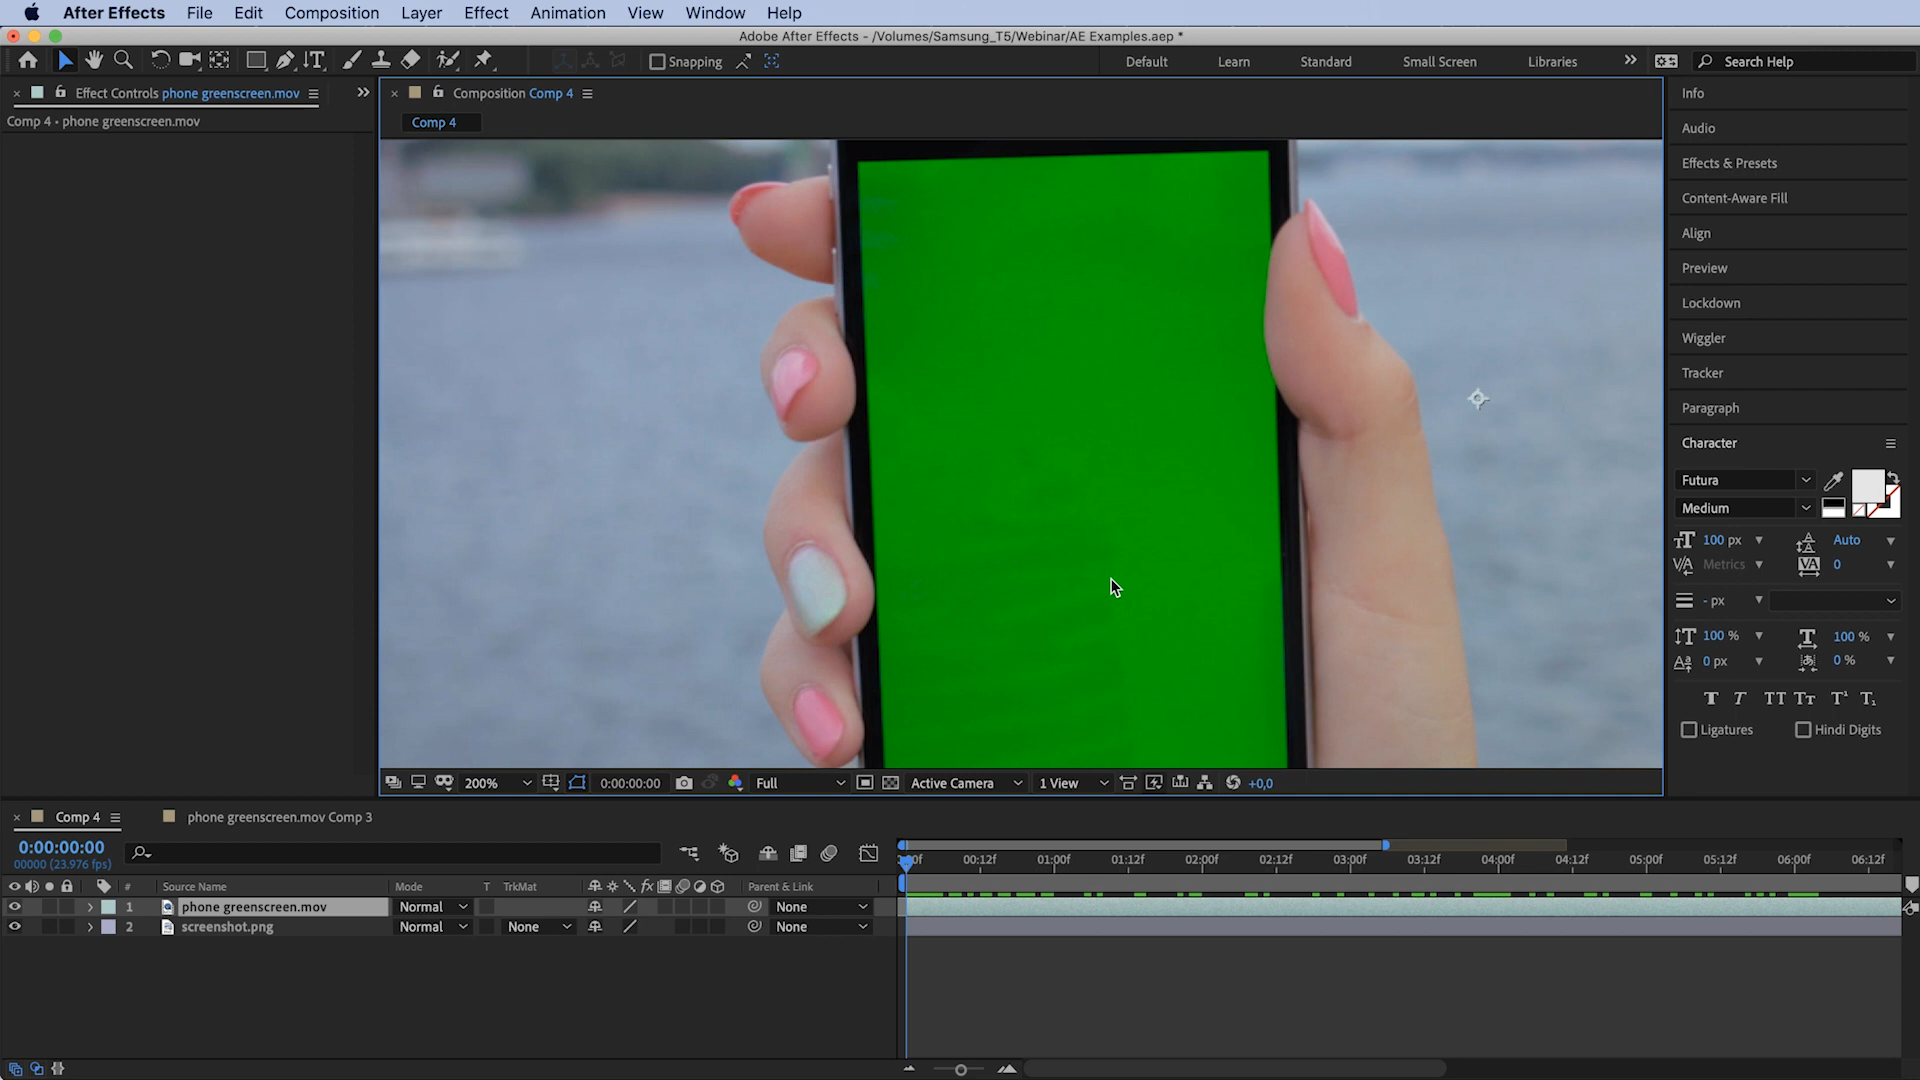 After Effects File Edit Composition Layer Effect Animation View Window Help
Adobe After Effects - /Volumes/Samsung_T5/Webinar/AE Examples.aep *
Snapping Default Learn Standard Small Screen Libraries Search Help
Effect Controls phone greenscreen.mov
Comp 4 • phone greenscreen.mov
Composition Comp 4
Comp 4
Info
Audio
Effects & Presets
Content-Aware Fill
Align
Preview
Lockdown
Wiggler
Tracker
Paragraph
Character
Futura
Medium
100 px Auto
Metrics 0
- px
100 % 100 %
0 px 0 %
Ligatures Hindi Digits
200% 0:00:00:00 Full Active Camera 1 View +0,0
Comp 4 phone greenscreen.mov Comp 3
0:00:00:00
00000 (23.976 fps)
00:12f 01:00f 01:12f 02:00f 02:12f 03:00f 03:12f 04:00f 04:12f 05:00f 05:12f 06:00f 06:12f
# Source Name Mode T TrkMat Parent & Link
1 phone greenscreen.mov Normal None
2 screenshot.png Normal None None